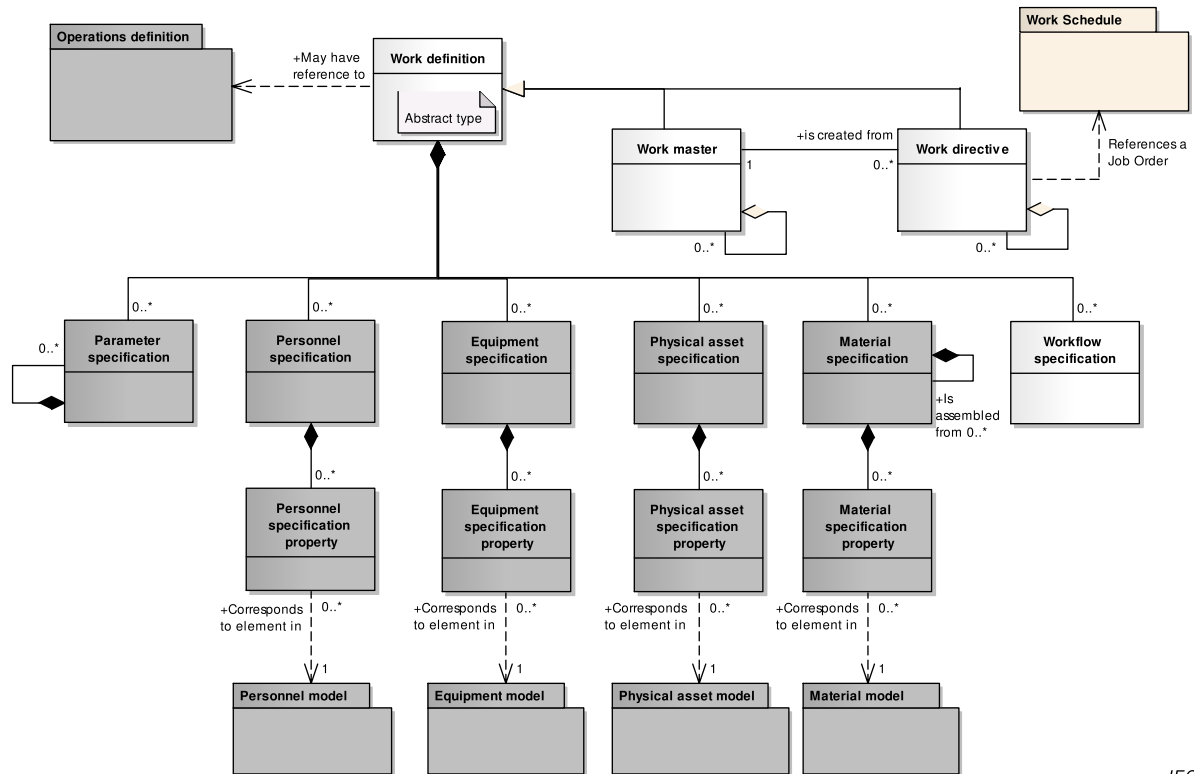 Operations definition
+May have
reference to
Work definition
Abstract type
Work Schedule
Work master
+is created from
1
0..*
Work directive
References a
Job Order
0..*
0..*
0..*
0..*
0..*
0..*
0..*
0..*
0..*
Parameter
specification
Personnel
specification
Equipment
specification
Physical asset
specification
Material
specification
Workflow
specification
+Is
assembled
from 0..*
0..*
0..*
0..*
0..*
Personnel
specification
property
Equipment
specification
property
Physical asset
specification
property
Material
specification
property
+Corresponds
to element in
0..*
+Corresponds
to element in
0..*
+Corresponds
to element in
0..*
+Corresponds
to element in
0..*
1
1
1
1
Personnel model
Equipment model
Physical asset model
Material model